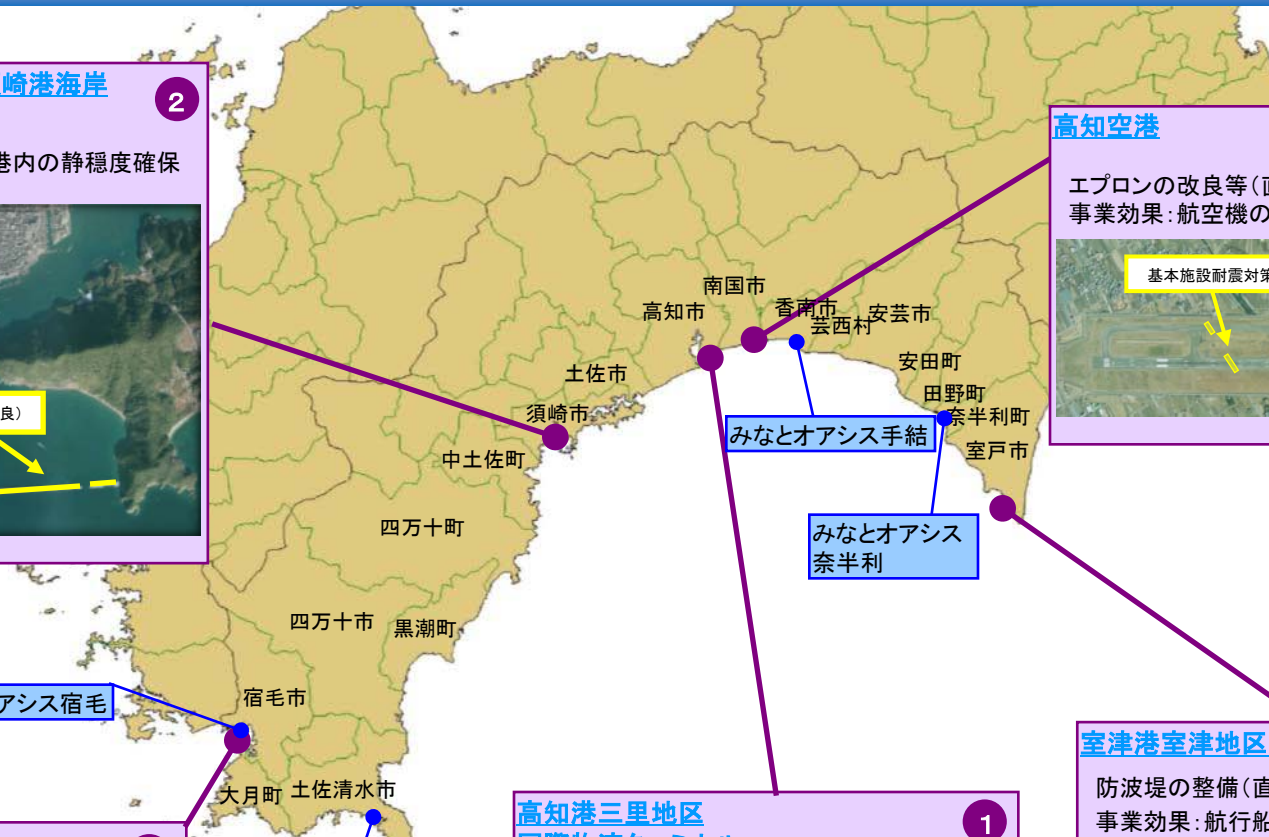 崎港海岸
2
港内の静穏度確保
良）
高知空港
エプロンの改良等（直
事業効果：航空機の
基本施設耐震対策
南国市
高知市
香南市
芸西村
安芸市
土佐市
安田町
須崎市
田野町
奈半利町
みなとオアシス手結
中土佐町
室戸市
四万十町
みなとオアシス
奈半利
四万十市
黒潮町
宿毛市
アシス宿毛
大月町
土佐清水市
高知港三里地区
1
室津港室津地区
防波堤の整備（直
事業効果：航行船